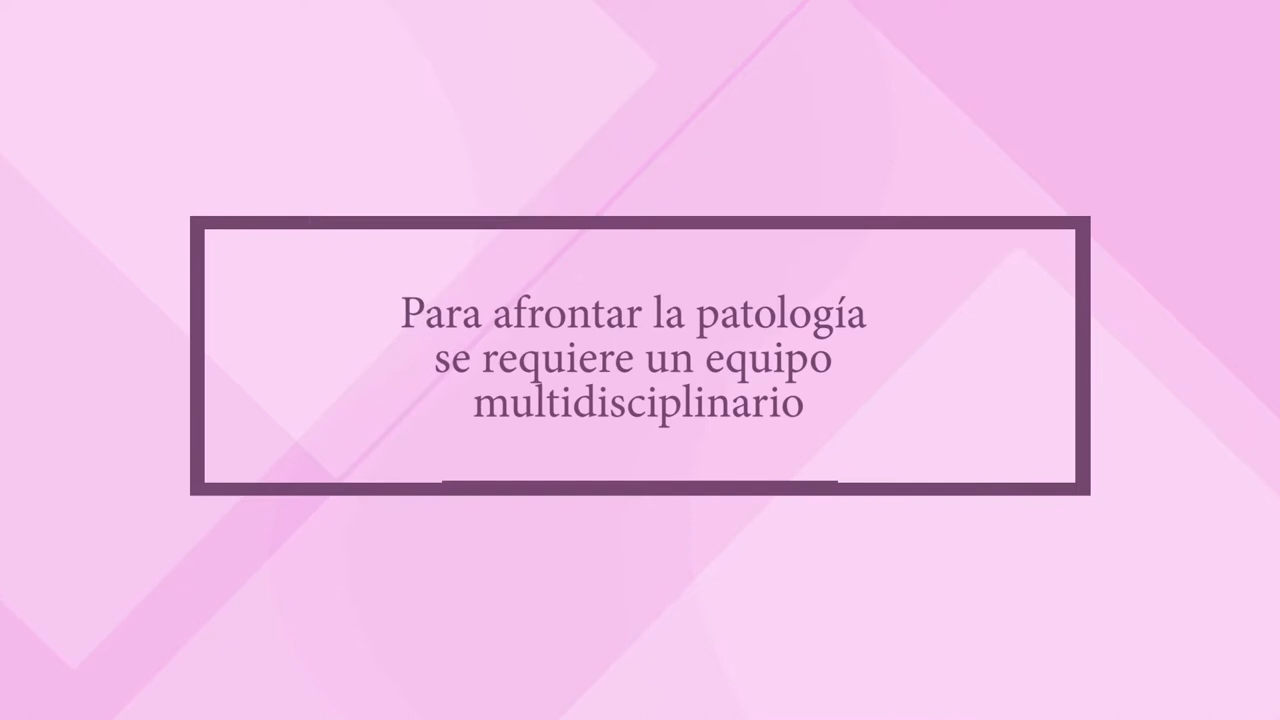 Para afrontar la patología
se requiere un equipo
multidisciplinario